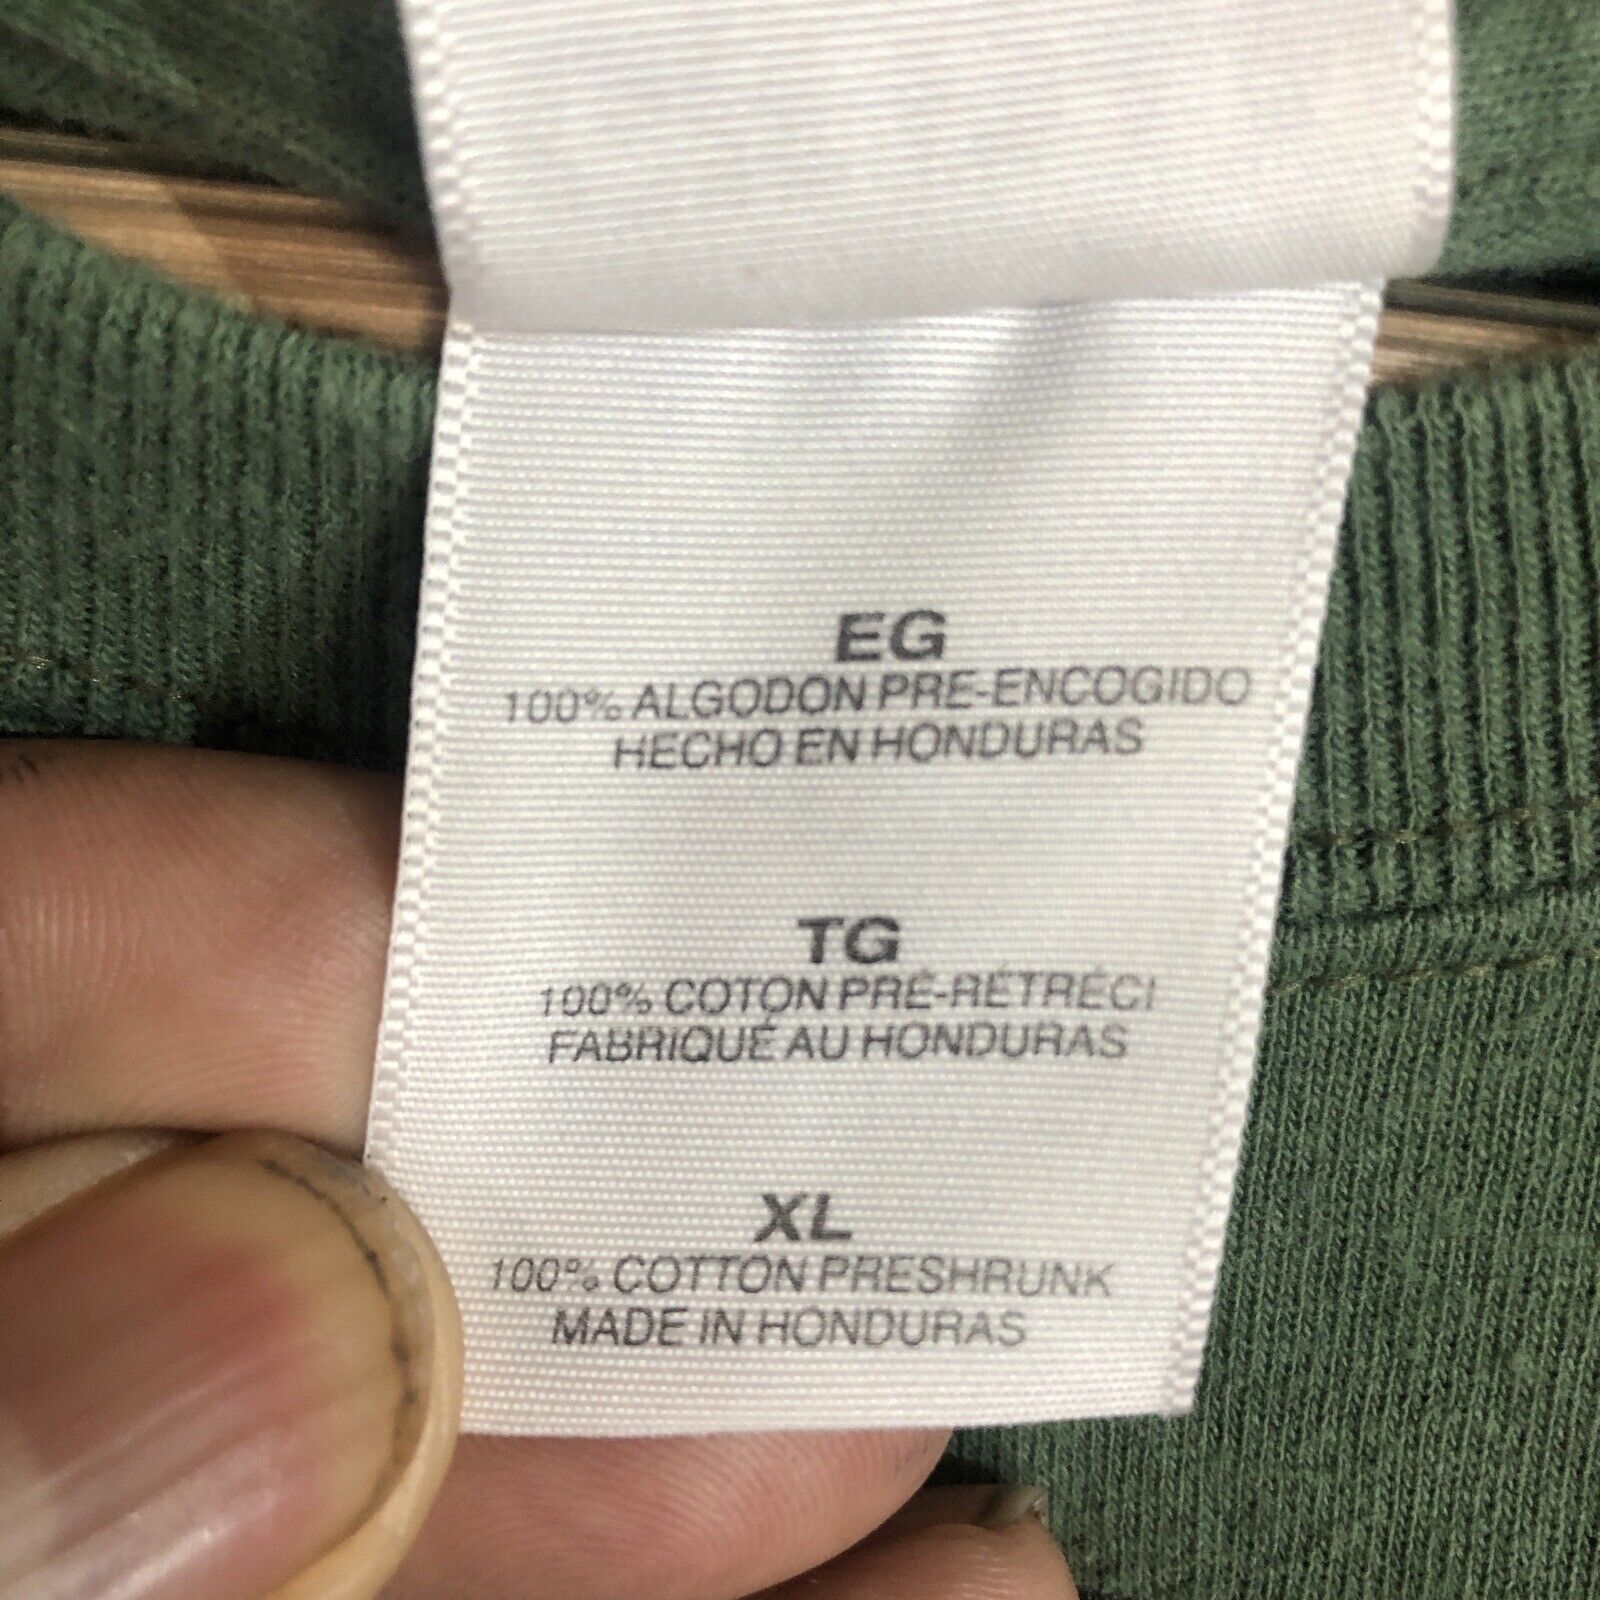 EG
100% ALGODON PRE-ENCOGIDO
HECHO EN HONDURAS
TG
100% COTON PRÉ-RÉTRÉCI
FABRIQUÉ AU HONDURAS
XL
100% COTTON PRESHRUNK
MADE IN HONDURAS